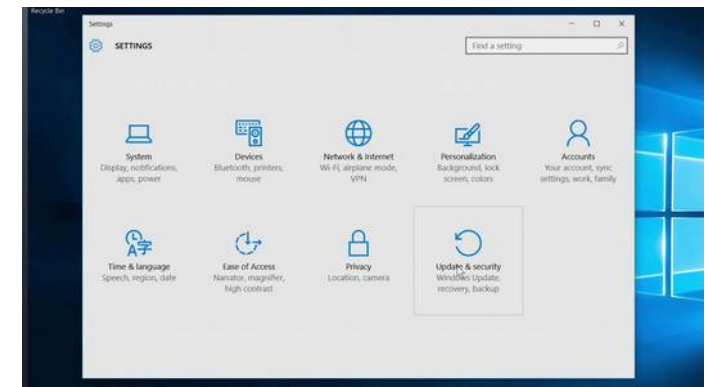 Recycle Bin
Settings
SETTINGS
Find a setting
System
Display, notifications,
apps, power
Devices
Bluetooth, printers,
mouse
Network & Internet
Wi-Fi, airplane mode,
VPN
Personalization
Background, lock
screen, colors
Accounts
Your account, sync
settings, work, family
A字
Time & language
Speech, region, date
Ease of Access
Narrator, magnifier,
high contrast
Privacy
Location, camera
Update & security
Windows Update,
recovery, backup